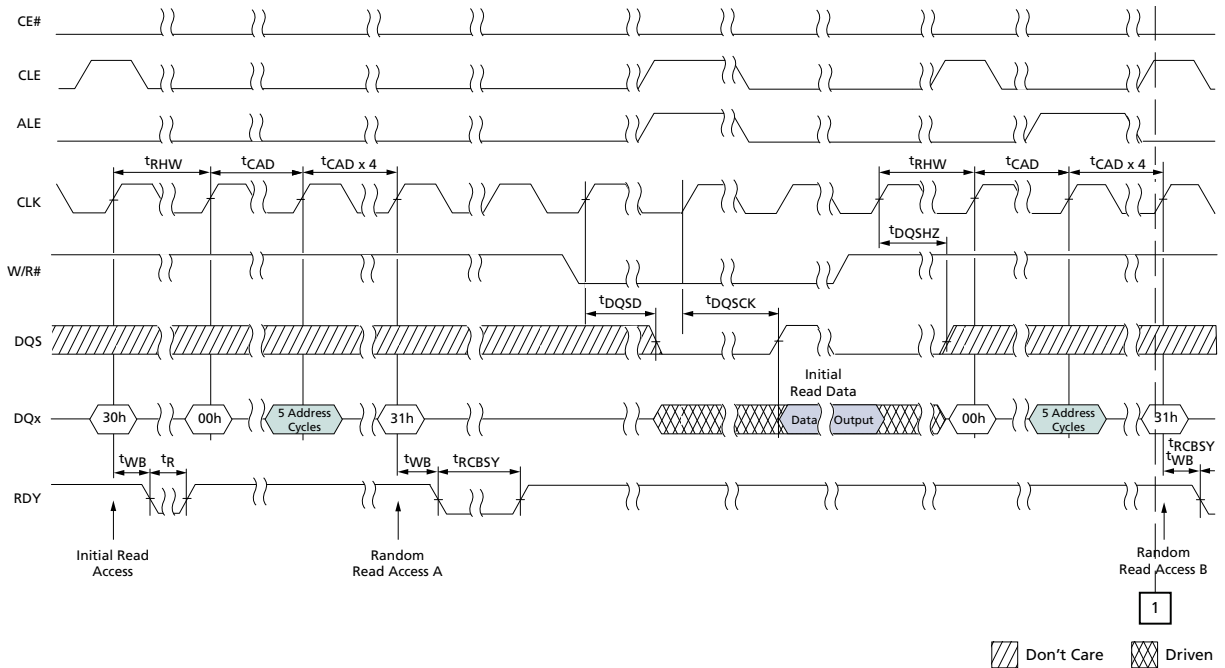 CE#
CLE
ALE
tRHW tCAD tCAD x 4 tRHW tCAD tCAD x 4
CLK
tDQSHZ
W/R#
tDQSD tDQSCK
DQS
Initial
Read Data
DQx 30h 00h 5 Address Cycles 31h Data Output 00h 5 Address Cycles 31h
tWB tR tWB tRCBSY tRCBSY
tWB
RDY
Initial Read
Access
Random
Read Access A
Random
Read Access B
1
Don't Care Driven